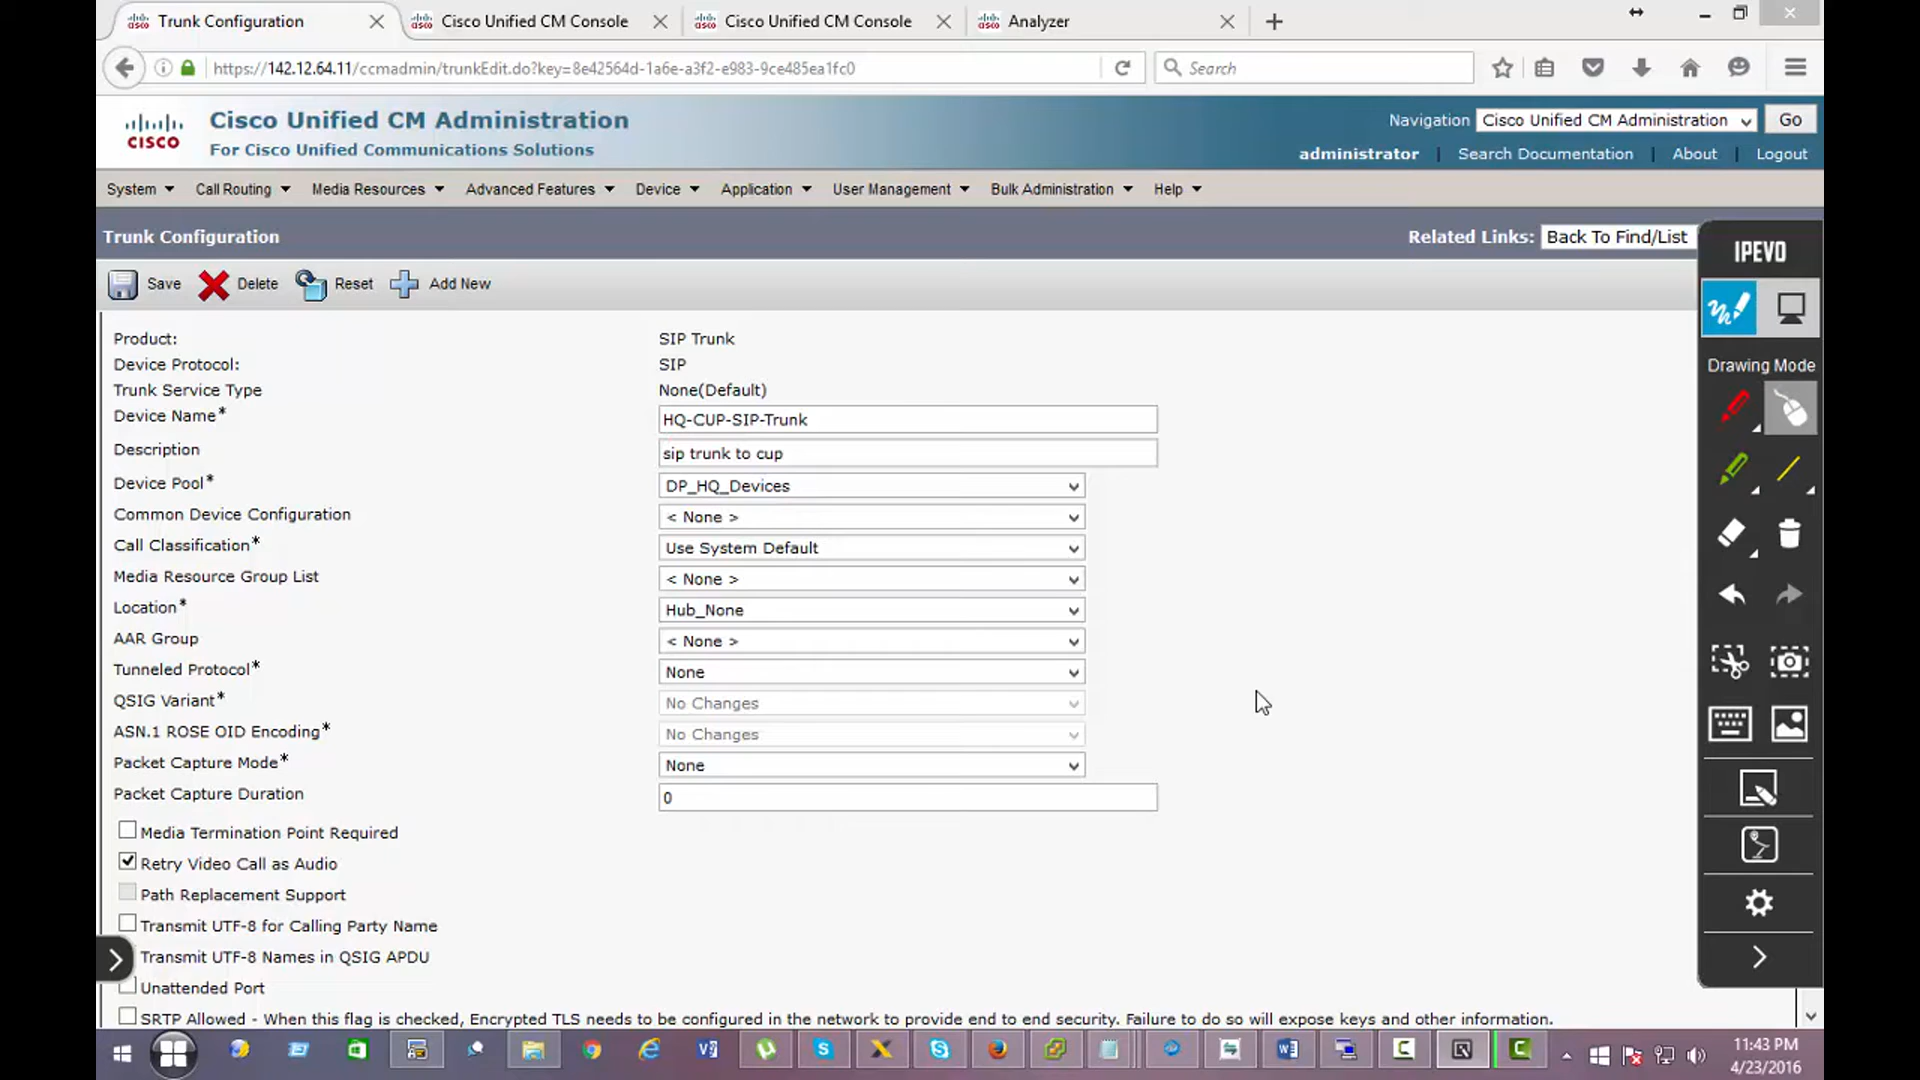 Trunk Configuration
Cisco Unified CM Console
Cisco Unified CM Console
Analyzer
https://142.12.64.11/ccmadmin/trunkEdit.do?key=8e42564d-1a6e-a3f2-e983-9ce485ea1fc0
Search
CISCO
Cisco Unified CM Administration
For Cisco Unified Communications Solutions
Navigation Cisco Unified CM Administration Go
administrator | Search Documentation | About | Logout
System Call Routing Media Resources Advanced Features Device Application User Management Bulk Administration Help
Trunk Configuration
Related Links: Back To Find/List
Save Delete Reset Add New
Product: SIP Trunk
Device Protocol: SIP
Trunk Service Type None(Default)
Device Name* HQ-CUP-SIP-Trunk
Description sip trunk to cup
Device Pool* DP_HQ_Devices
Common Device Configuration < None >
Call Classification* Use System Default
Media Resource Group List < None >
Location* Hub_None
AAR Group < None >
Tunneled Protocol* None
QSIG Variant* No Changes
ASN.1 ROSE OID Encoding* No Changes
Packet Capture Mode* None
Packet Capture Duration 0
Media Termination Point Required
Retry Video Call as Audio
Path Replacement Support
Transmit UTF-8 for Calling Party Name
Transmit UTF-8 Names in QSIG APDU
Unattended Port
SRTP Allowed - When this flag is checked, Encrypted TLS needs to be configured in the network to provide end to end security. Failure to do so will expose keys and other information.
IPEVO
Drawing Mode
11:43 PM
4/23/2016